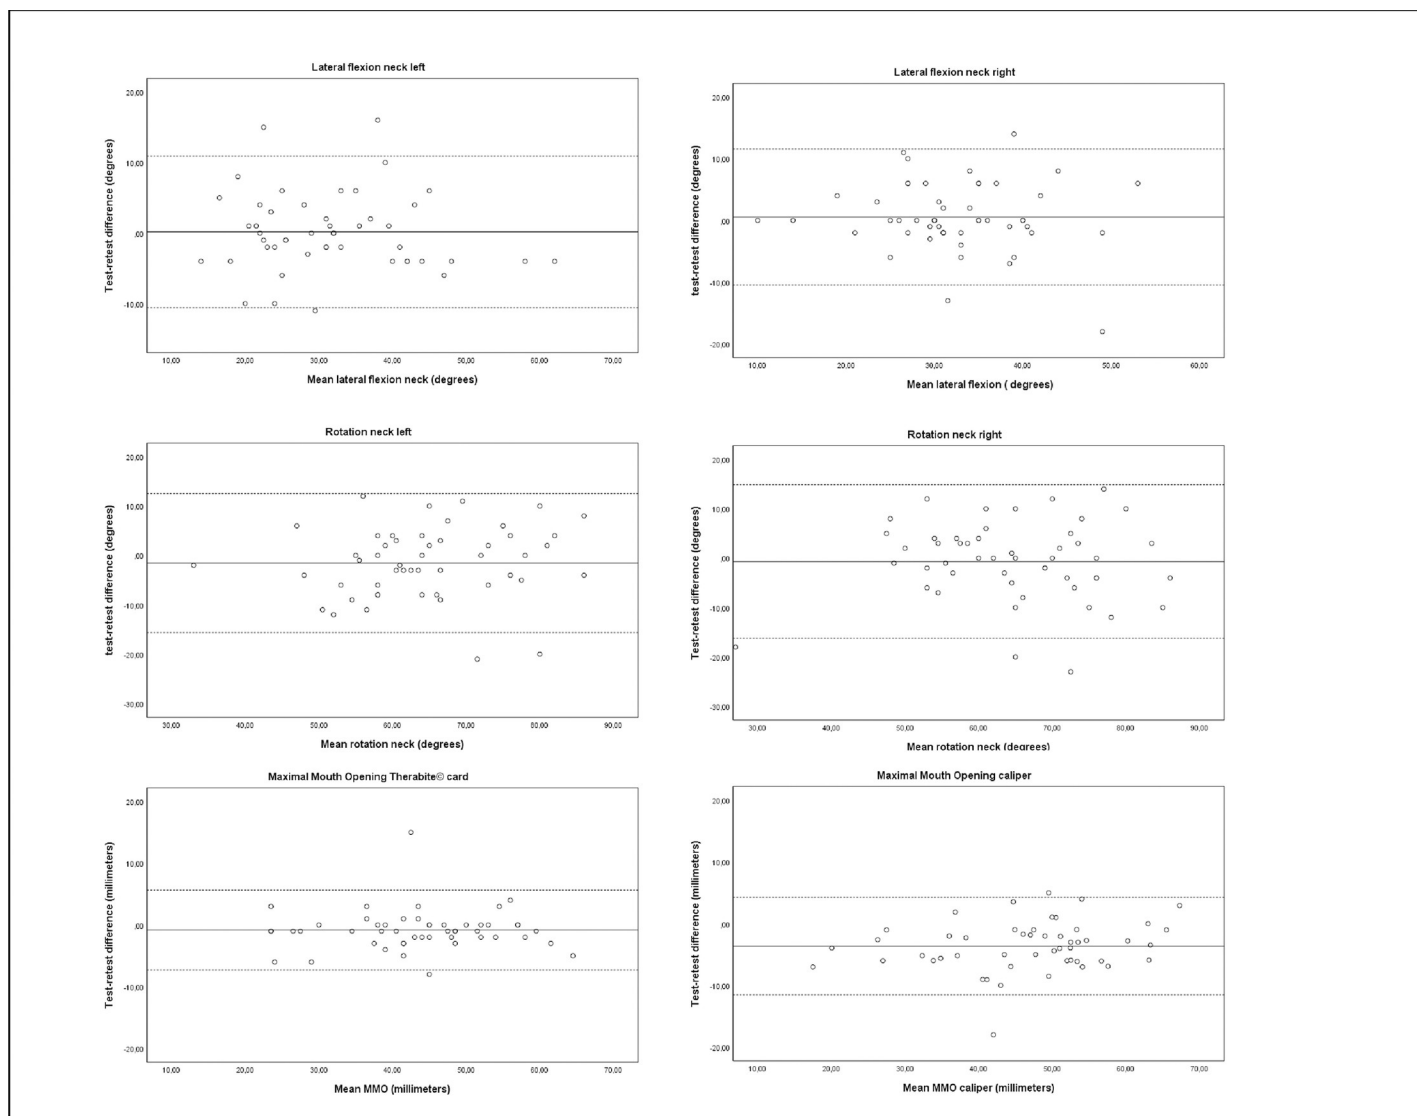 Lateral flexion neck left
20,00
10,00
,00
-10,00
Test-retest difference (degrees)
10,00 20,00 30,00 40,00 50,00 60,00 70,00
Mean lateral flexion neck (degrees)
Lateral flexion neck right
20,00
10,00
,00
-10,00
-20,00
test-retest difference (degrees)
10,00 20,00 30,00 40,00 50,00 60,00
Mean lateral flexion ( degrees)
Rotation neck left
20,00
10,00
,00
-10,00
-20,00
-30,00
test-retest difference (degrees)
30,00 40,00 50,00 60,00 70,00 80,00 90,00
Mean rotation neck (degrees)
Rotation neck right
20,00
10,00
,00
-10,00
-20,00
-30,00
Test-retest difference (degrees)
30,00 40,00 50,00 60,00 70,00 80,00 90,00
Mean rotation neck (degrees)
Maximal Mouth Opening Therabite© card
20,00
10,00
,00
-10,00
-20,00
Test-retest difference (millimeters)
10,00 20,00 30,00 40,00 50,00 60,00 70,00
Mean MMO (millimeters)
Maximal Mouth Opening caliper
20,00
10,00
,00
-10,00
-20,00
Test-retest difference (millimeters)
10,00 20,00 30,00 40,00 50,00 60,00 70,00
Mean MMO caliper (millimeters)